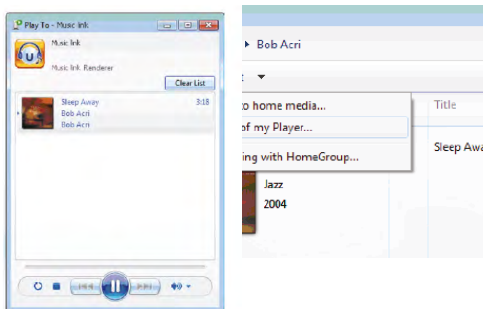 Play To - Music Ink
Music Ink
Music Ink Renderer
Clear List
Sleep Away
3:18
Bob Acri
Bob Acri
Bob Acri
to home media...
of my Player...
ing with HomeGroup...
Title
Sleep Awa
Jazz
2004